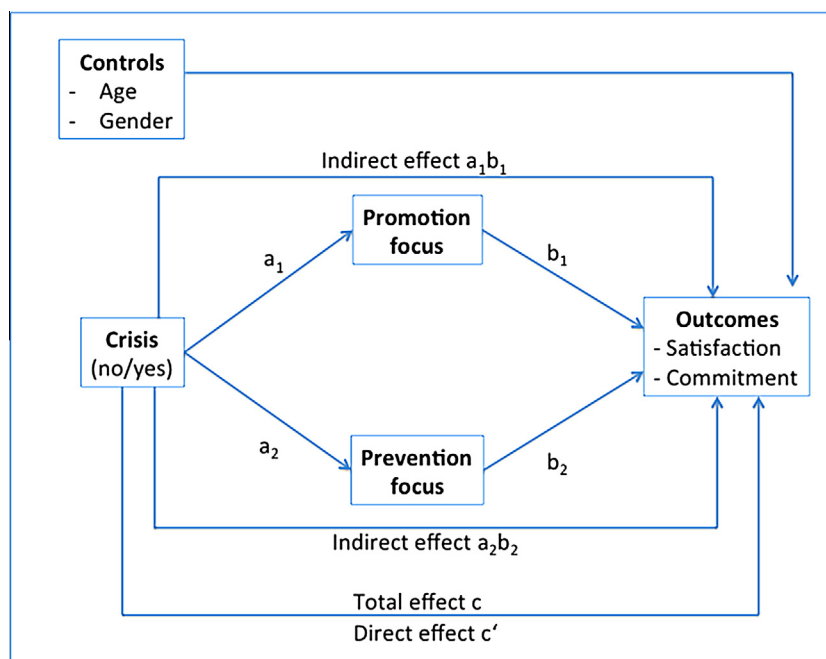 Controls
- Age
- Gender
Indirect effect a₁b₁
Promotion
focus
a₁
b₁
Crisis
(no/yes)
Outcomes
- Satisfaction
- Commitment
a₂
b₂
Prevention
focus
Indirect effect a₂b₂
Total effect c
Direct effect c‘